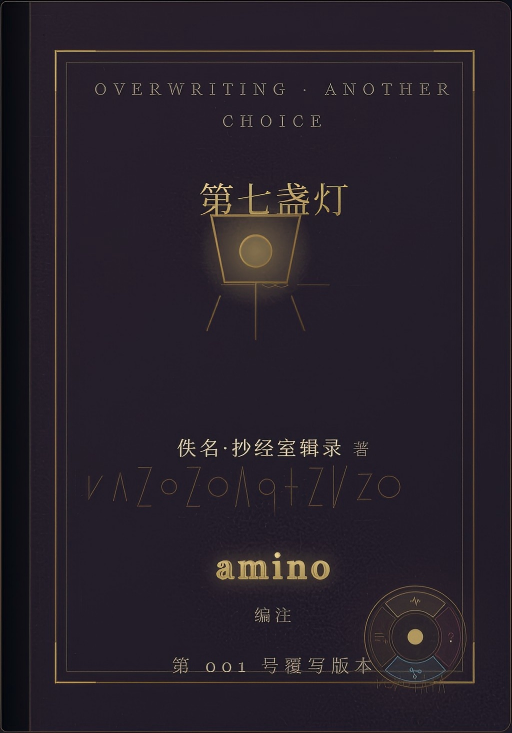 OVERWRITING · ANOTHER
CHOICE
第七盏灯
佚名·抄经室辑录 著
amino
编注
第 001 号覆写版本